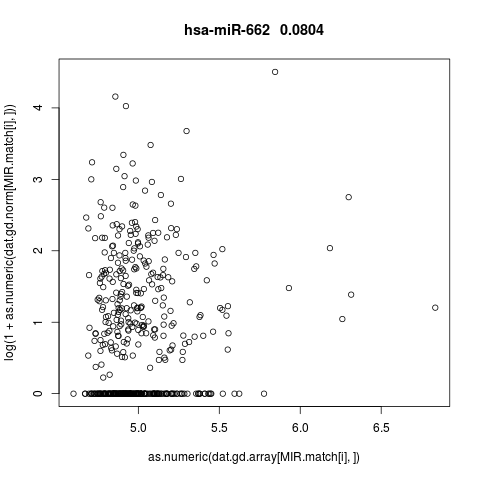 hsa-miR-662 0.0804
log(1 + as.numeric(dat.gd.norm[MIR.match[i], ]))
4
3
2
1
0
5.0 5.5 6.0 6.5
as.numeric(dat.gd.array[MIR.match[i], ])